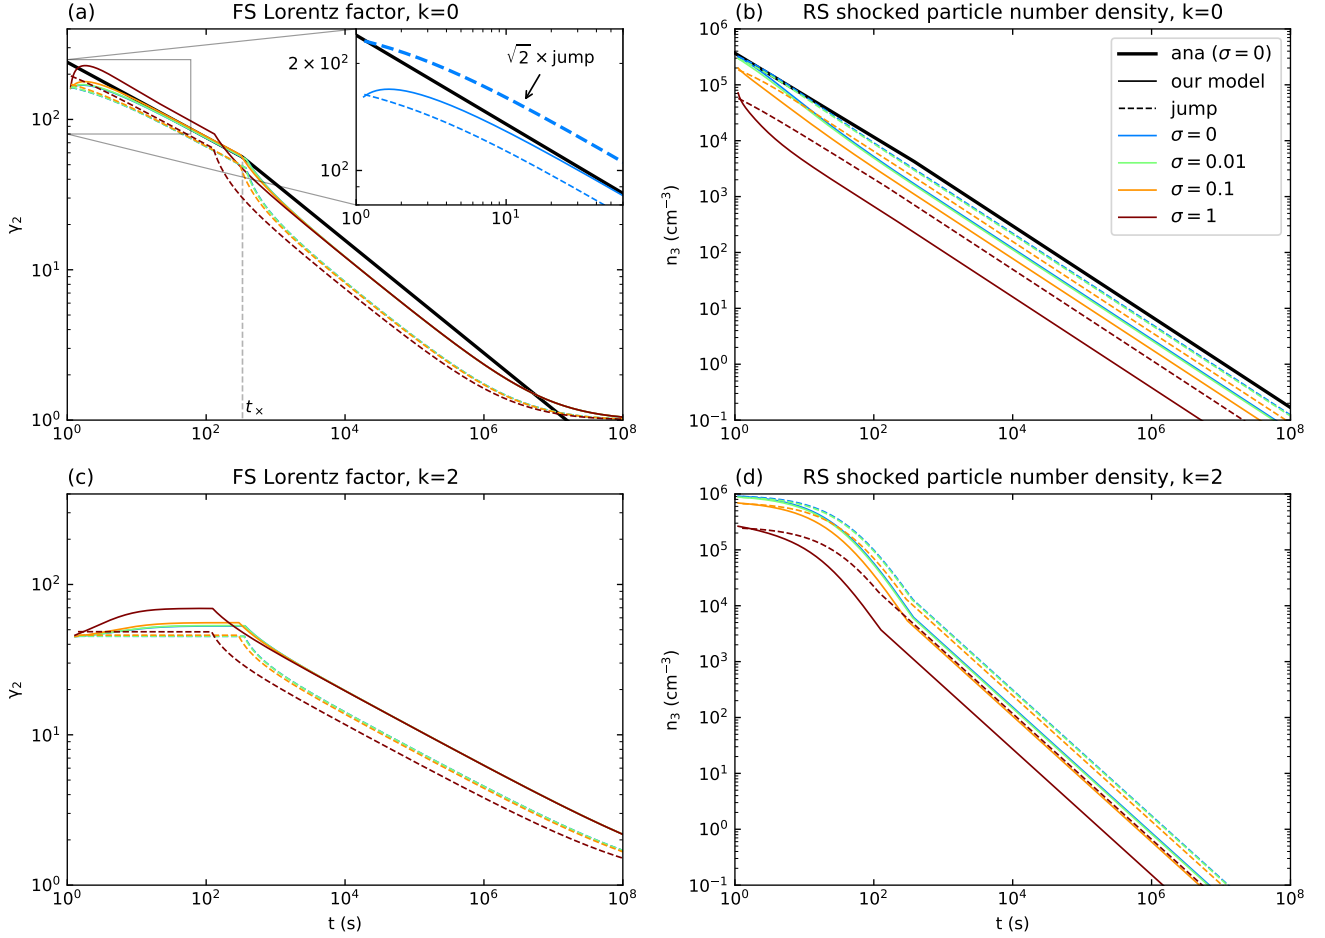 (a) FS Lorentz factor, k=0
10² 10¹ 10⁰
γ₂
2 × 10²
10²
√2 × jump
10⁰ 10¹
t×
10⁰ 10² 10⁴ 10⁶ 10⁸
(b) RS shocked particle number density, k=0
10⁶ 10⁵ 10⁴ 10³ 10² 10¹ 10⁰ 10⁻¹
n₃ (cm⁻³)
ana (σ = 0)
our model
jump
σ = 0
σ = 0.01
σ = 0.1
σ = 1
10⁰ 10² 10⁴ 10⁶ 10⁸
(c) FS Lorentz factor, k=2
10² 10¹ 10⁰
γ₂
10⁰ 10² 10⁴ 10⁶ 10⁸
t (s)
(d) RS shocked particle number density, k=2
10⁶ 10⁵ 10⁴ 10³ 10² 10¹ 10⁰ 10⁻¹
n₃ (cm⁻³)
10⁰ 10² 10⁴ 10⁶ 10⁸
t (s)